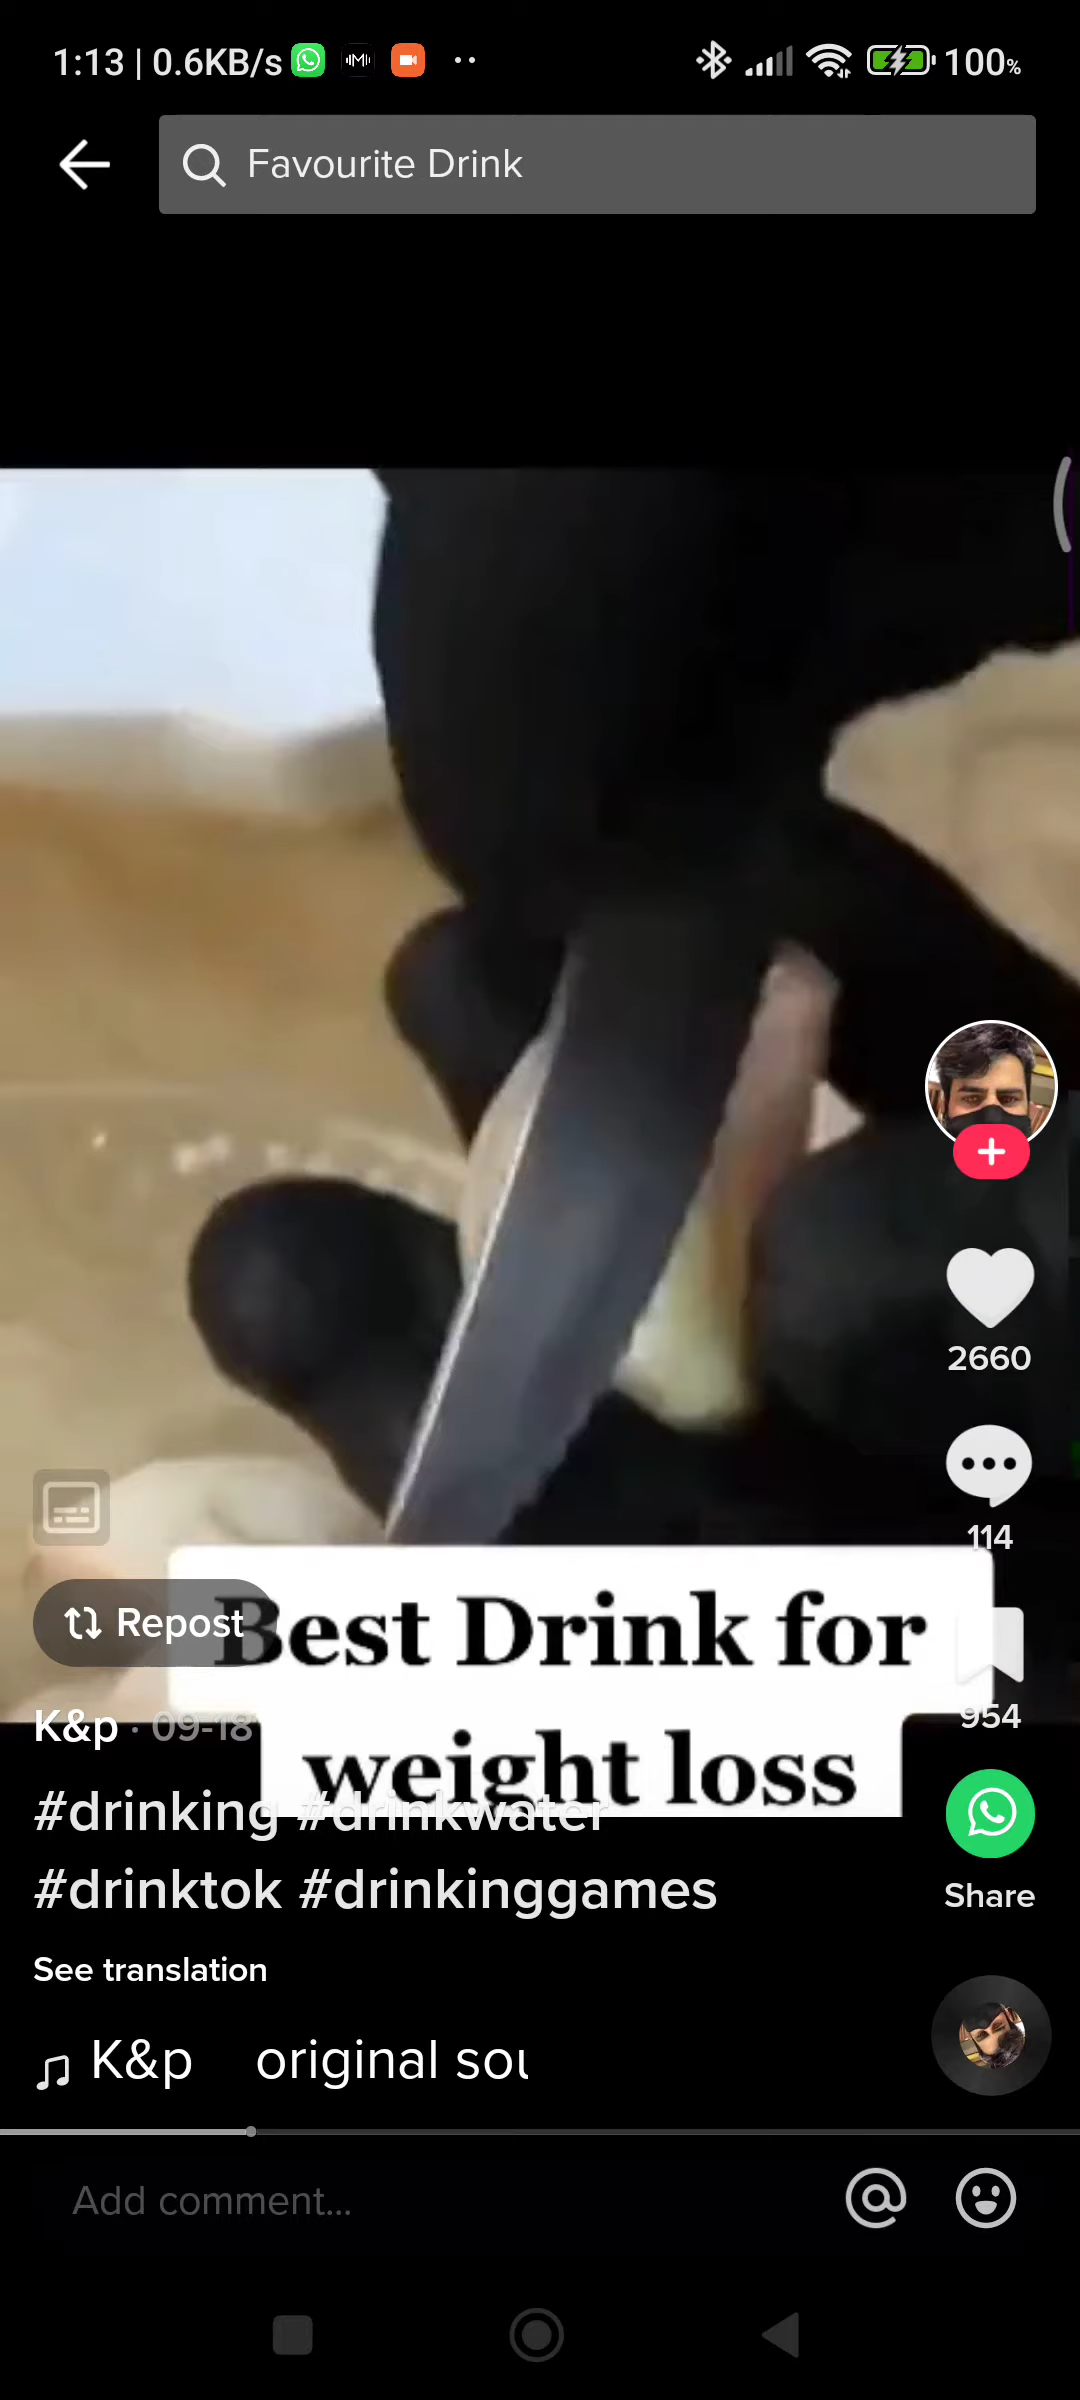 1:13 | 0.6KB/s
100%
Favourite Drink
2660
114
Best Drink for
Repost
954
K&p · 09-18
weight loss
#drinking #drinkwater
#drinktok #drinkinggames
Share
See translation
K&p original sou
Add comment...